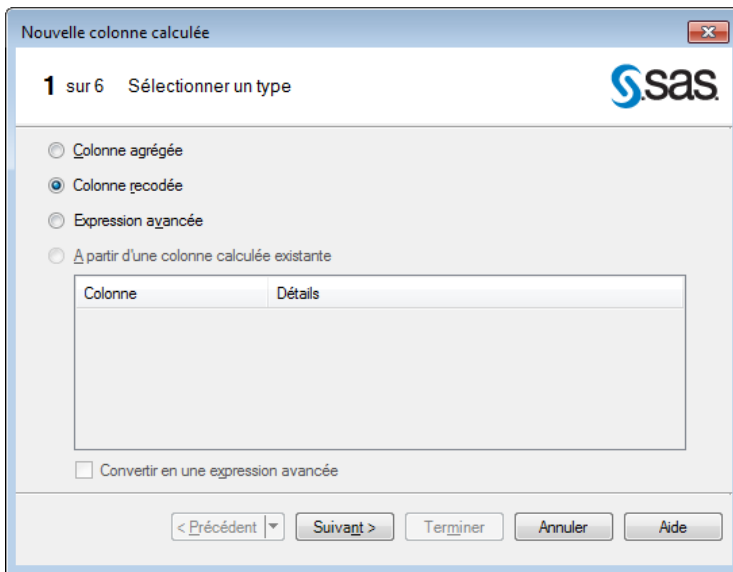 Nouvelle colonne calculée
1 sur 6 Sélectionner un type
sas
Colonne agrégée
Colonne recodée
Expression avancée
A partir d'une colonne calculée existante
Colonne Détails
Convertir en une expression avancée
< Précédent Suivant > Terminer Annuler Aide